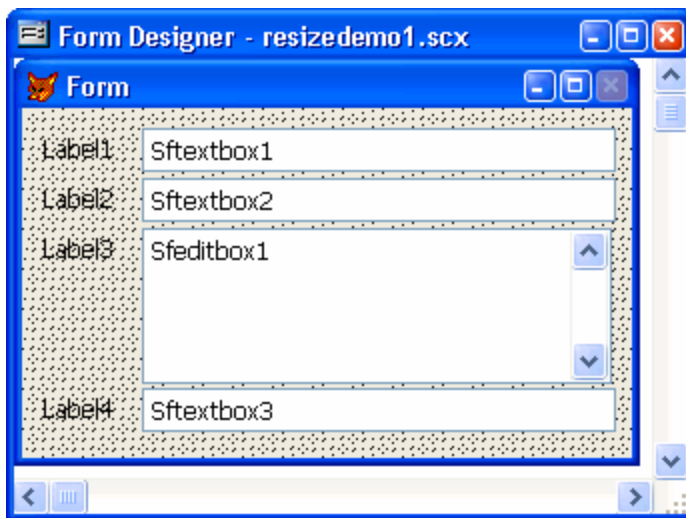 Form Designer - resizedemo1.scx
Form
Label1 Sftextbox1
Label2 Sftextbox2
Label3 Sfeditbox1
Label4 Sftextbox3